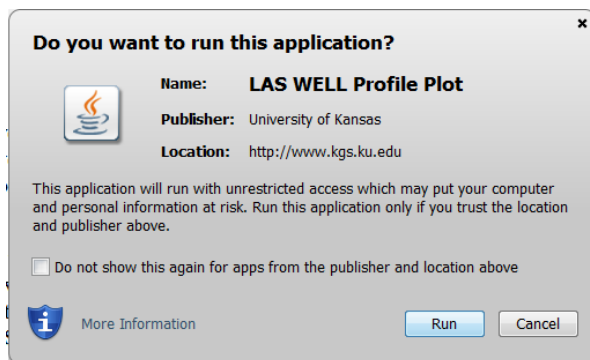 Do you want to run this application?
Name: LAS WELL Profile Plot
Publisher: University of Kansas
Location: http://www.kgs.ku.edu
This application will run with unrestricted access which may put your computer
and personal information at risk. Run this application only if you trust the location
and publisher above.
Do not show this again for apps from the publisher and location above
More Information
Run
Cancel